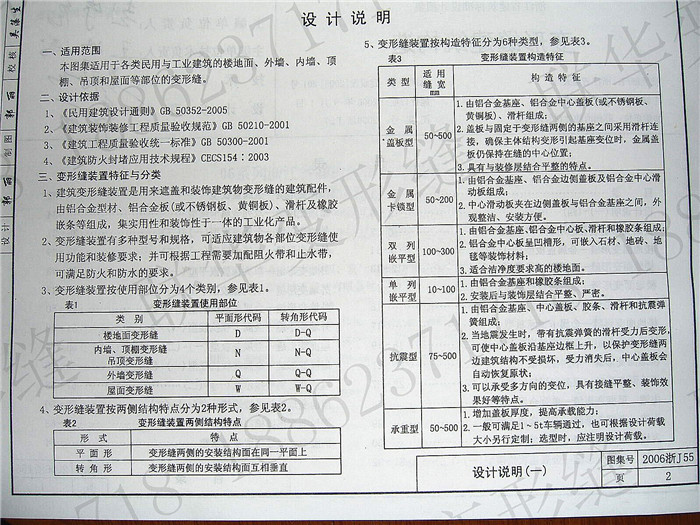 设计说明
一、适用范围
本图集适用于各类民用与工业建筑的楼地面、外墙、内墙、顶
棚、吊顶和屋面等部位的变形缝。
二、设计依据
1、《民用建筑设计通则》GB 50352-2005
2、《建筑装饰装修工程质量验收规范》GB 50210-2001
3、《建筑工程质量验收统一标准》GB 50300-2001
4、《建筑防火封堵应用技术规程》CECS154：2003
三、变形缝装置特征与分类
1、建筑变形缝装置是用来遮盖和装饰建筑物变形缝的建筑配件，
由铝合金型材、铝合金板(或不锈钢板、黄铜板)、滑杆及橡胶
嵌条等组成，集实用性和装饰性于一体的工业化产品。
2、变形缝装置有多种型号和规格，可适应建筑物各部位变形缝使
用功能和装修要求；并可根据工程需要加配阻火带和止水带，
可满足防火和防水的要求。
3、变形缝装置按使用部位分为4个类别，参见表1。
表1 变形缝装置使用部位
类 别 平面形代码 转角形代码
楼地面变形缝 D D-Q
内墙、顶棚变形缝
吊顶变形缝 N N-Q
外墙变形缝 Q Q-Q
屋面变形缝 W W-Q
4、变形缝装置按两侧结构特点分为2种形式，参见表2。
表2 变形缝装置两侧结构特点
形 式 特 点
平 面 形 变形缝两侧的安装结构面在同一平面上
转 角 形 变形缝两侧的安装结构面互相垂直
5、变形缝装置按构造特征分为6种类型，参见表3。
表3 变形缝装置构造特征
类 型 适 用
缝 宽
mm 构 造 特 征
金 属
盖板型 50~500 1.由铝合金基座、铝合金中心盖板(或不锈钢板、
黄铜板)、滑杆组成；
2.盖板与固定于变形缝两侧的基座之间采用滑杆连
接，确保主体结构变形引起基座变位时，金属盖
板仍保持在缝的中心位置；
3.具有与装修层结合平整的特点。
金 属
卡锁型 50~200 1.由铝合金基座、铝合金边侧盖板及铝合金中心滑
动板组成；
2.中心滑动板夹在边侧盖板与铝合金基座之间，外
观整洁、安装方便。
双 列
嵌平型 100~300 1.由铝合金基座、铝合金中心板、滑杆和橡胶条组成；
2.铝合金中心板呈凹槽形，可嵌入石材、地砖、地
毯等装饰材料；
3.适合洁净度要求高的楼地面。
单 列
嵌平型 10~100 1.由铝合金基座和橡胶条组成；
2.安装后与装饰层结合平整、严密。
抗震型 75~500 1.由铝合金基座、中心盖板、胶条、滑杆和抗震弹
簧组成；
2.当地震发生时，带有抗震弹簧的滑杆受力后变形，
可使中心盖板沿基座边框上升，以保护变形缝两
边建筑结构不受损坏，受力消失后，中心盖板会
自动恢复原状；
3.可以承受多方向的变位，具有接缝平整、装饰效
果好等特点。
承重型 50~500 1.增加盖板厚度，提高承载能力；
2.一般可满足1~5t车辆通过，也可根据设计荷载
大小另行定制；选型时，应注明设计荷载。
设计说明(一) 图集号 2006浙J55
页 2
校核
制图
设计
18862371718